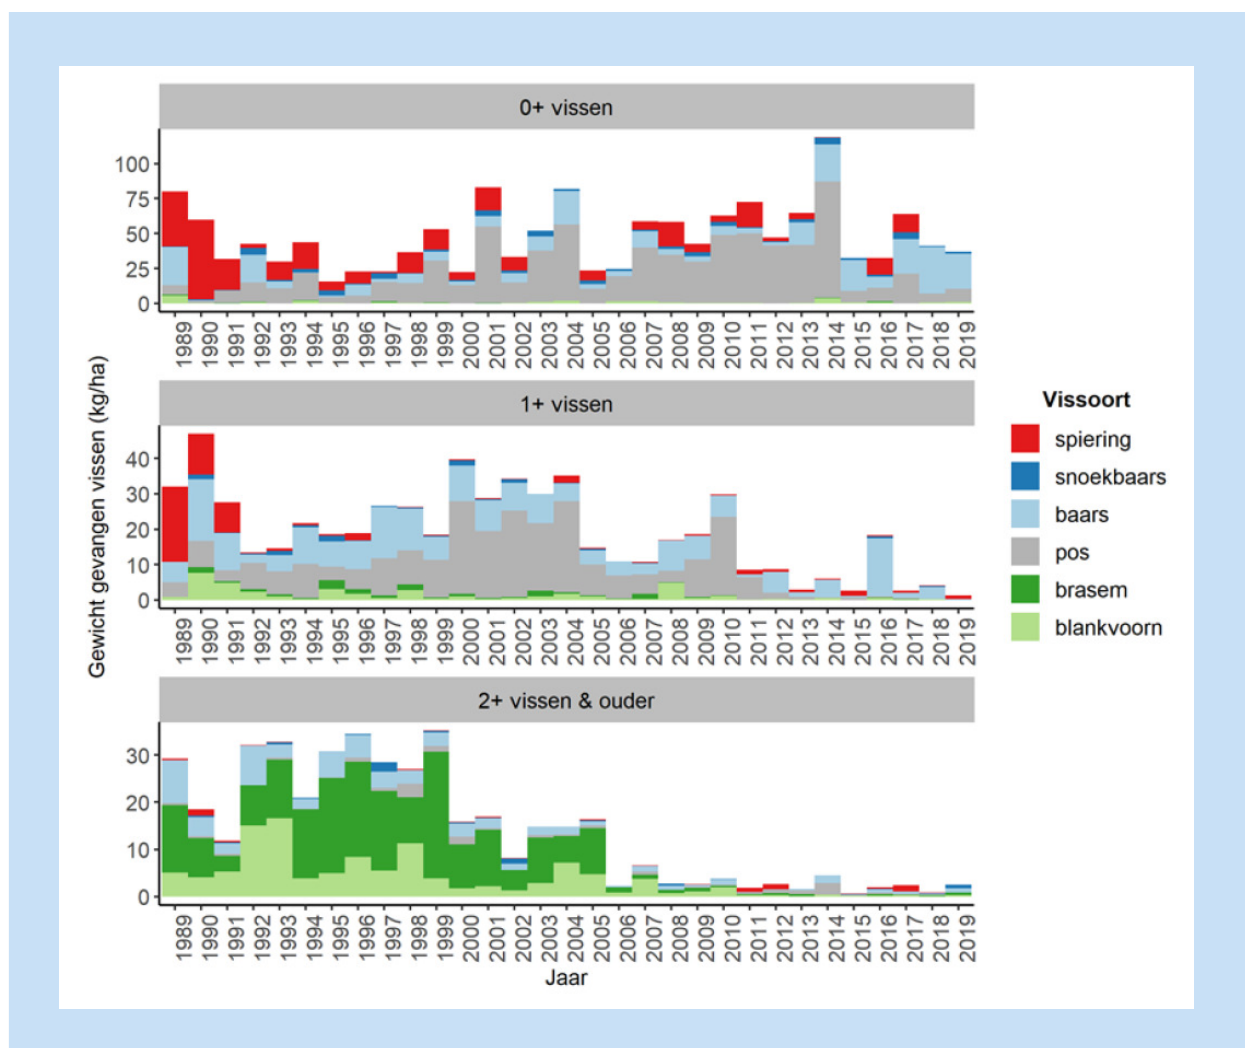 0+ vissen
100
75
50
25
0
1989 1990 1991 1992 1993 1994 1995 1996 1997 1998 1999 2000 2001 2002 2003 2004 2005 2006 2007 2008 2009 2010 2011 2012 2013 2014 2015 2016 2017 2018 2019
Gewicht gevangen vissen (kg/ha)
1+ vissen
40
30
20
10
0
1989 1990 1991 1992 1993 1994 1995 1996 1997 1998 1999 2000 2001 2002 2003 2004 2005 2006 2007 2008 2009 2010 2011 2012 2013 2014 2015 2016 2017 2018 2019
2+ vissen & ouder
30
20
10
0
1989 1990 1991 1992 1993 1994 1995 1996 1997 1998 1999 2000 2001 2002 2003 2004 2005 2006 2007 2008 2009 2010 2011 2012 2013 2014 2015 2016 2017 2018 2019
Jaar
Vissoort
spiering
snoekbaars
baars
pos
brasem
blankvoorn